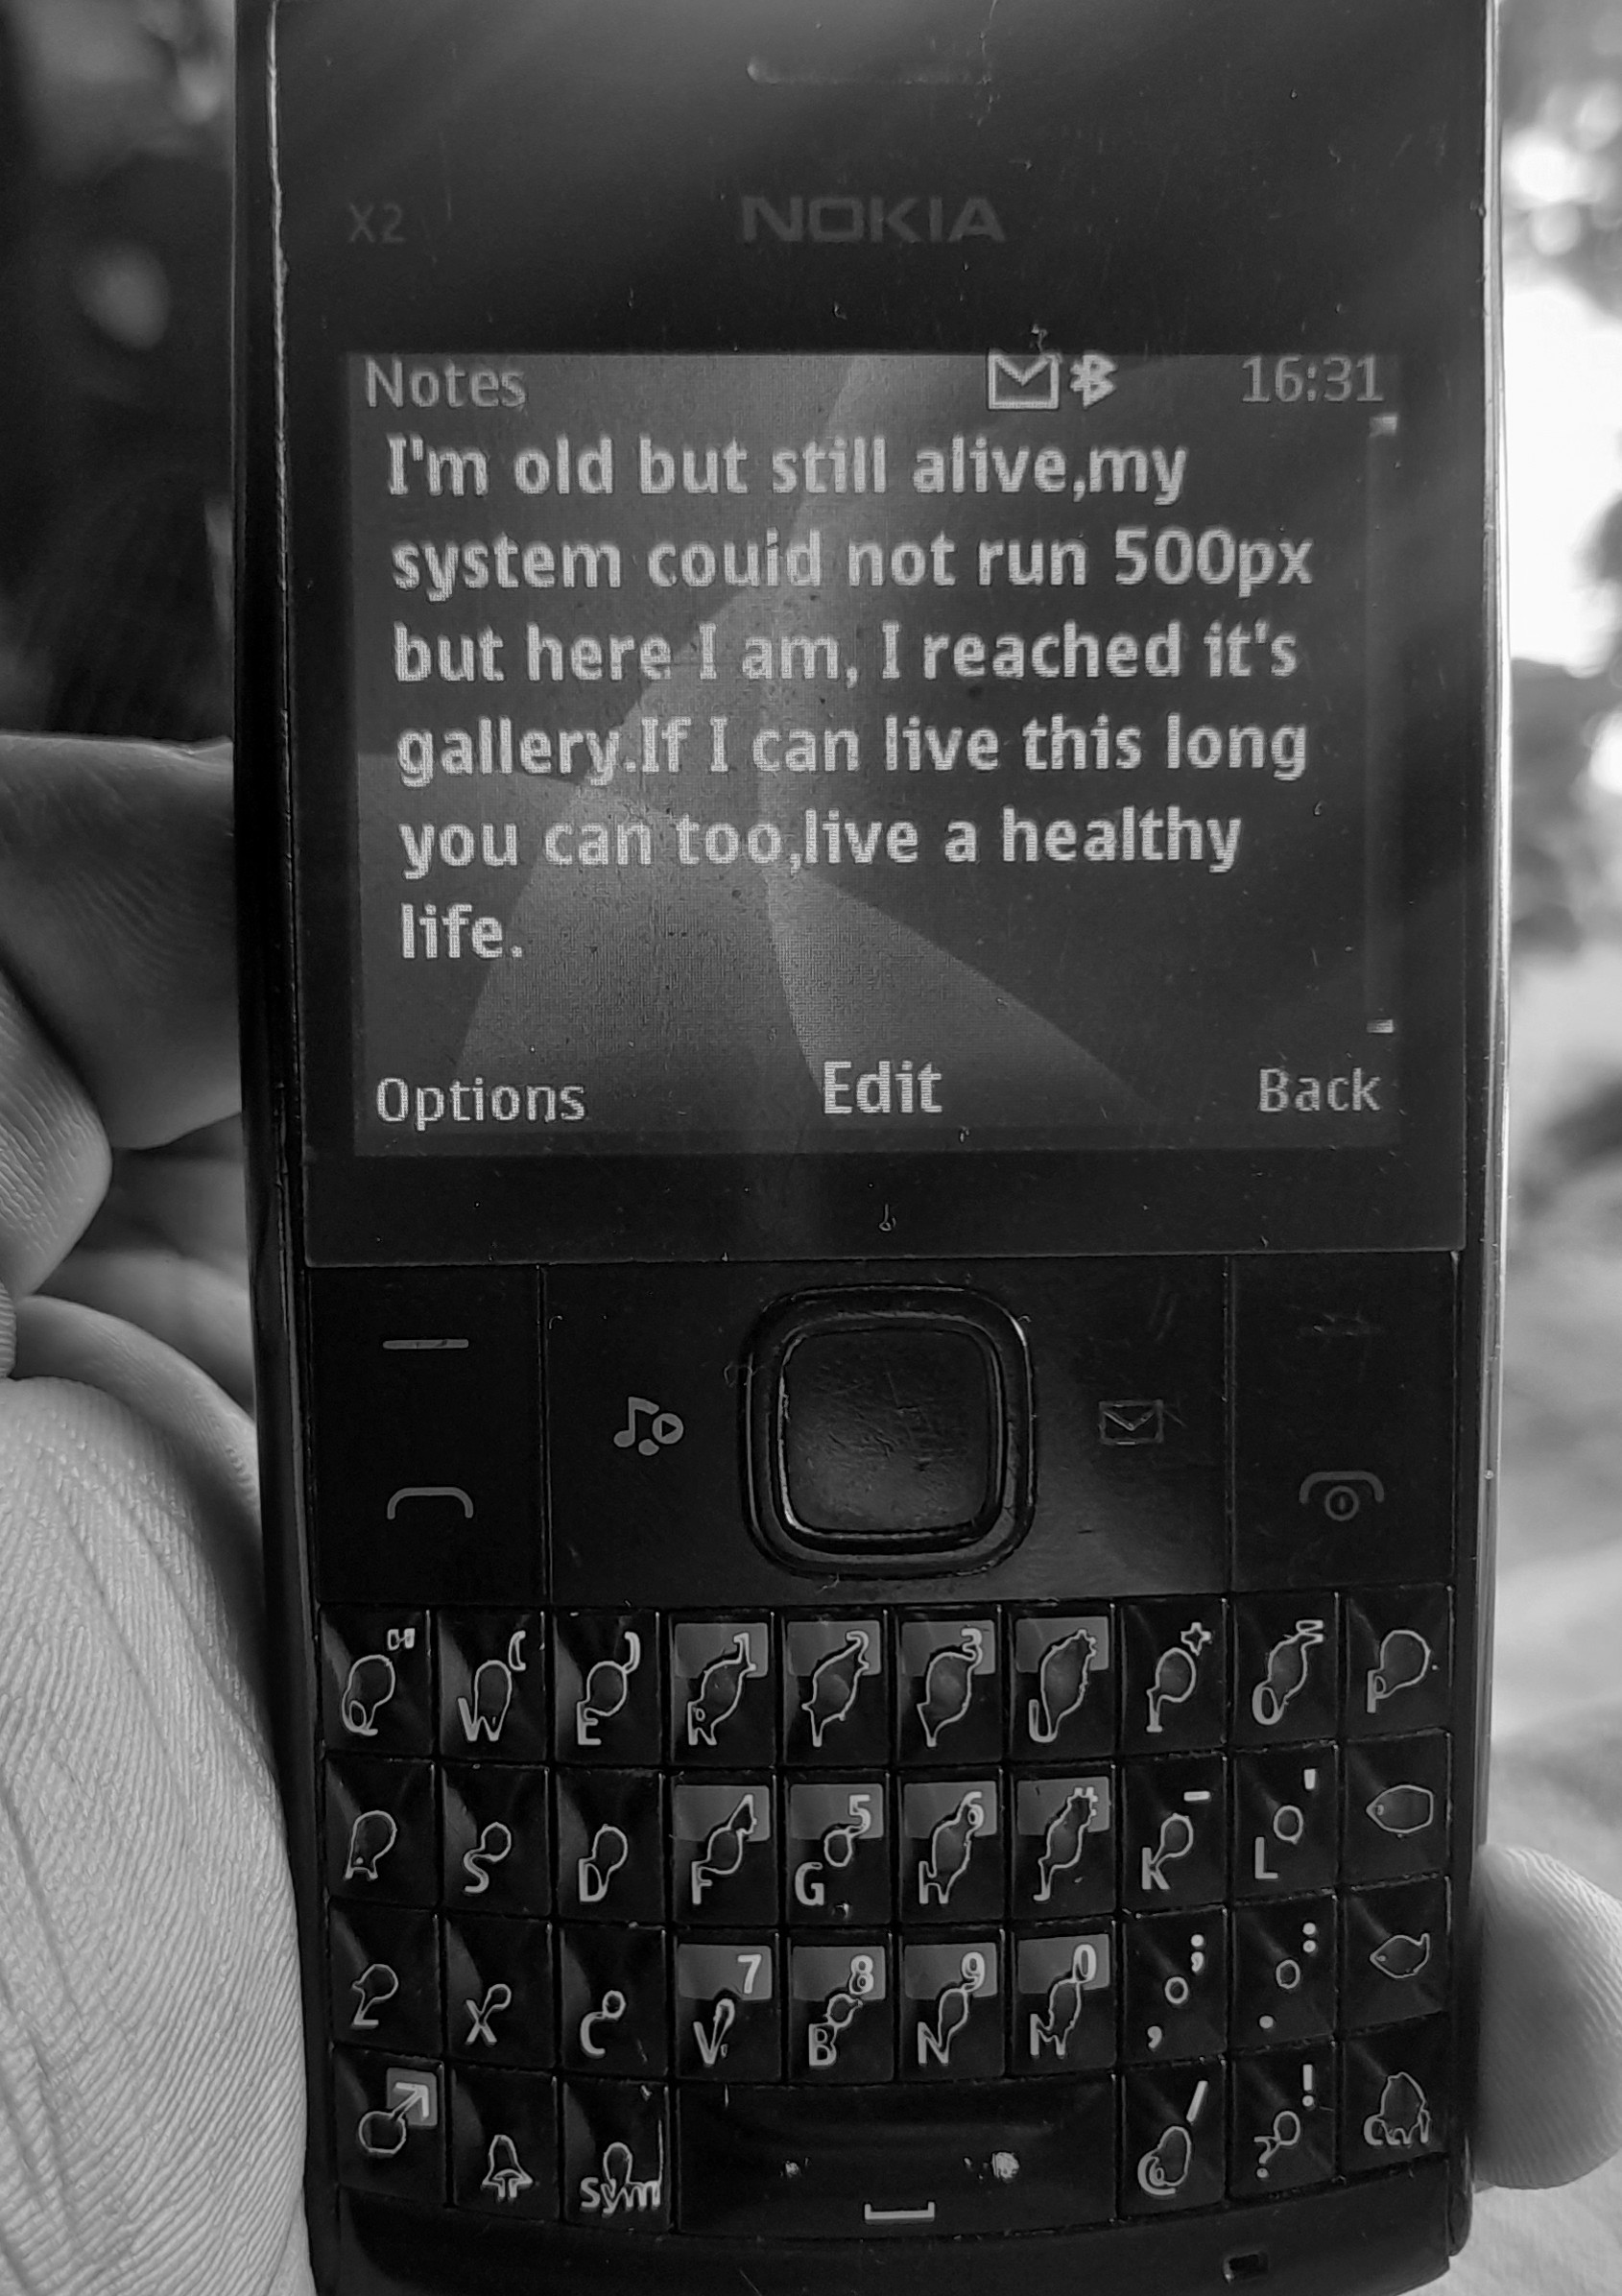 X2 NOKIA
Notes 16:31
I'm old but still alive,my
system couid not run 500px
but here I am, I reached it's
gallery.If I can live this long
you can too,live a healthy
life.
Options Edit Back
Q W ( E ) R 1 2 3 U I + O P
S D F 4 G 5 H 6 J # K - L '
Z X C V 7 B 8 N 9 M 0 , ; . :
sym @ / ? ! Ctrl